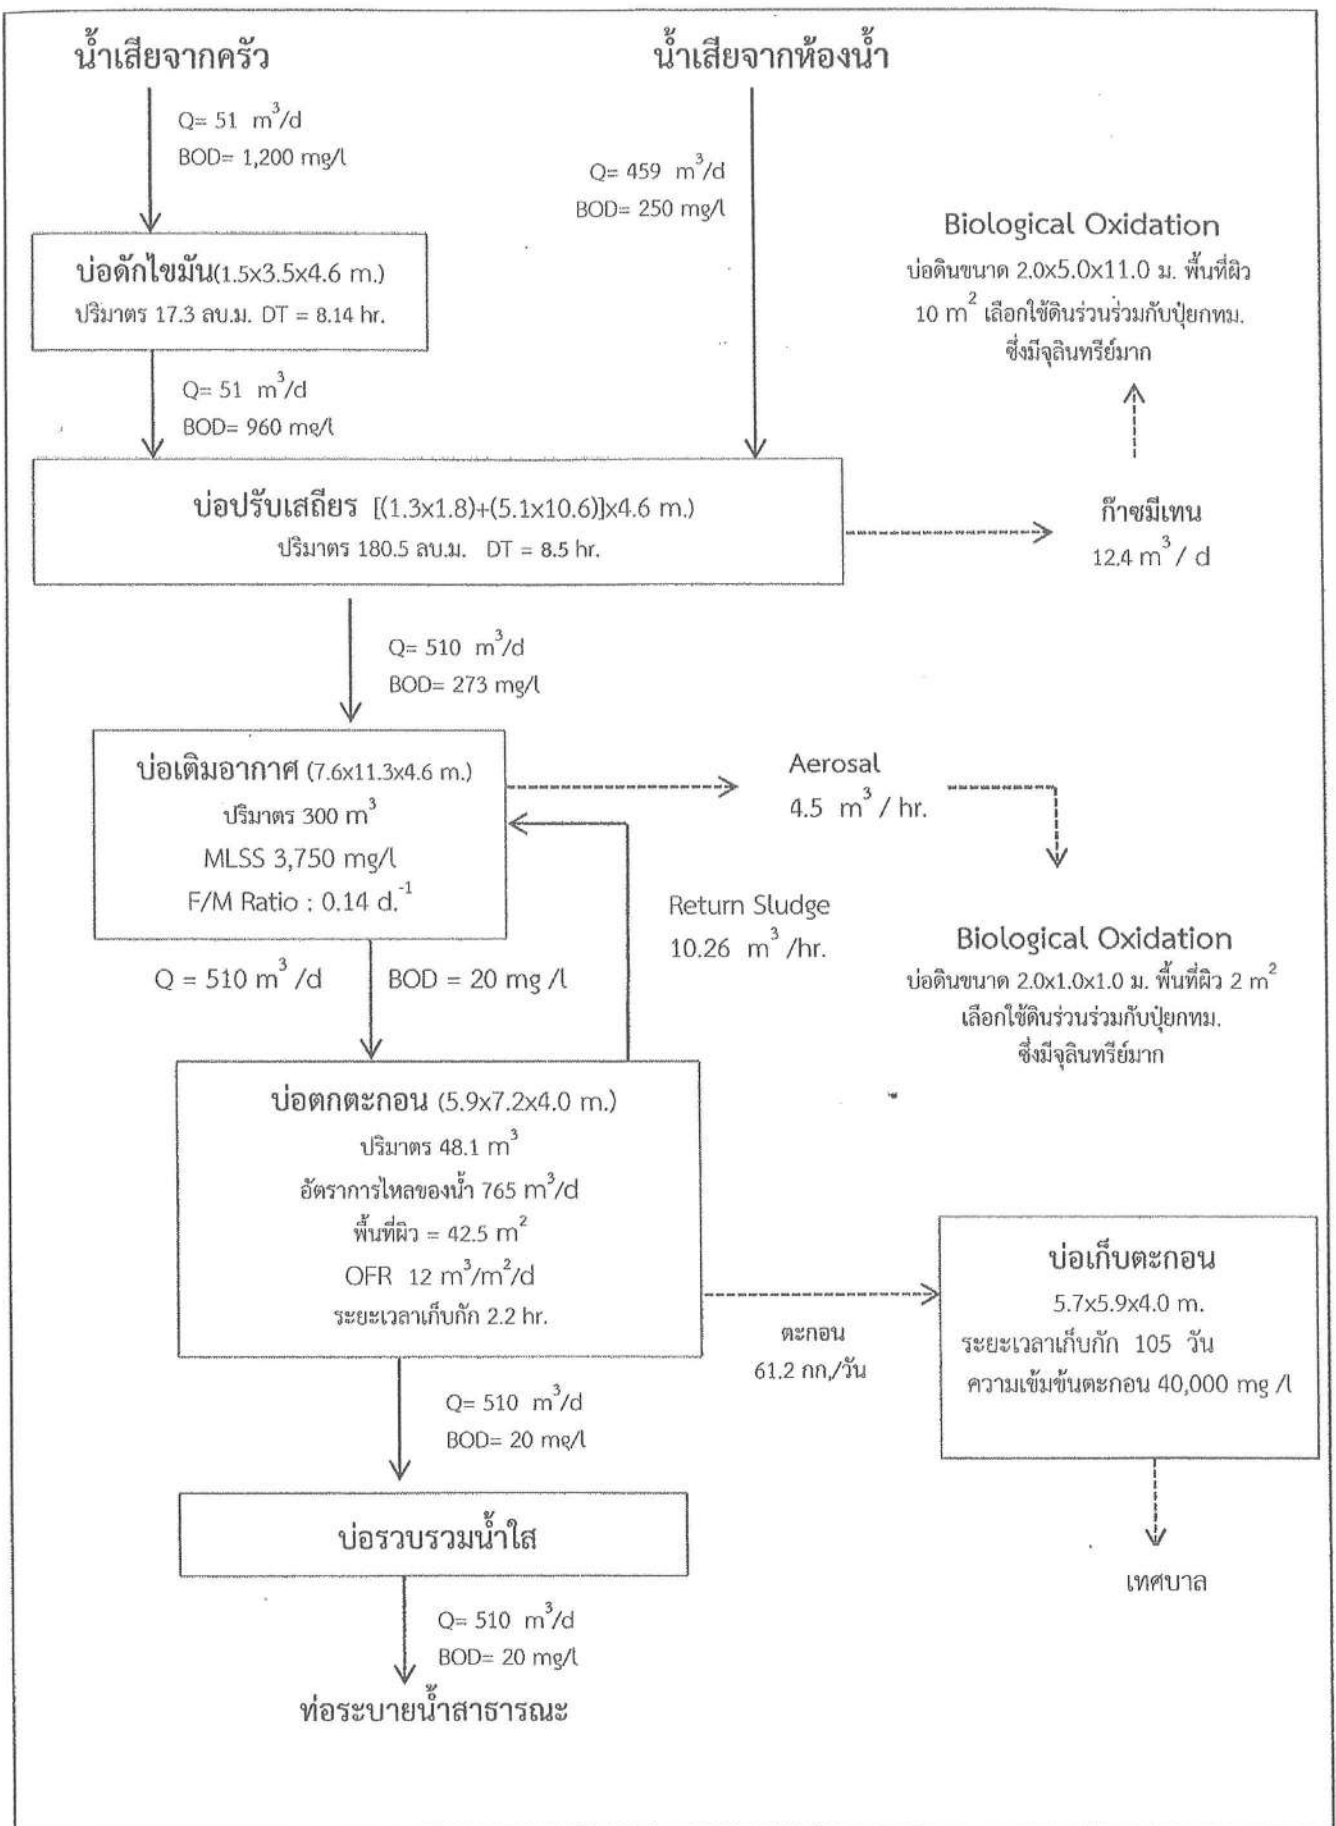 น้ำเสียจากครัว
น้ำเสียจากห้องน้ำ
Q= 51 m³/d
BOD= 1,200 mg/l
Q= 459 m³/d
BOD= 250 mg/l
บ่อดักไขมัน(1.5x3.5x4.6 m.)
ปริมาตร 17.3 ลบ.ม. DT = 8.14 hr.
Biological Oxidation
บ่อดินขนาด 2.0x5.0x11.0 ม. พื้นที่ผิว
10 m² เลือกใช้ดินร่วนร่วมกับปุ๋ยกทม.
ซึ่งมีจุลินทรีย์มาก
Q= 51 m³/d
BOD= 960 mg/l
บ่อปรับเสถียร [(1.3x1.8)+(5.1x10.6)]x4.6 m.)
ปริมาตร 180.5 ลบ.ม. DT = 8.5 hr.
ก๊าซมีเทน
12.4 m³ / d
Q= 510 m³/d
BOD= 273 mg/l
บ่อเติมอากาศ (7.6x11.3x4.6 m.)
ปริมาตร 300 m³
MLSS 3,750 mg/l
F/M Ratio : 0.14 d.⁻¹
Aerosal
4.5 m³ / hr.
Return Sludge
10.26 m³ /hr.
Biological Oxidation
บ่อดินขนาด 2.0x1.0x1.0 ม. พื้นที่ผิว 2 m²
เลือกใช้ดินร่วนร่วมกับปุ๋ยกทม.
ซึ่งมีจุลินทรีย์มาก
Q = 510 m³ /d BOD = 20 mg /l
บ่อตกตะกอน (5.9x7.2x4.0 m.)
ปริมาตร 48.1 m³
อัตราการไหลของน้ำ 765 m³/d
พื้นที่ผิว = 42.5 m²
OFR 12 m³/m²/d
ระยะเวลาเก็บกัก 2.2 hr.
ตะกอน
61.2 กก./วัน
บ่อเก็บตะกอน
5.7x5.9x4.0 m.
ระยะเวลาเก็บกัก 105 วัน
ความเข้มข้นตะกอน 40,000 mg /l
Q= 510 m³/d
BOD= 20 mg/l
บ่อรวบรวมน้ำใส
เทศบาล
Q= 510 m³/d
BOD= 20 mg/l
ท่อระบายน้ำสาธารณะ